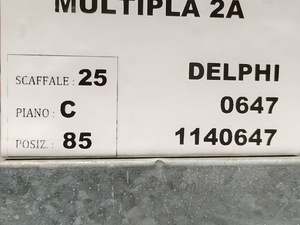 MULTIPLA 2A
SCAFFALE: 25 DELPHI
PIANO: C 0647
POSIZ.: 85 1140647